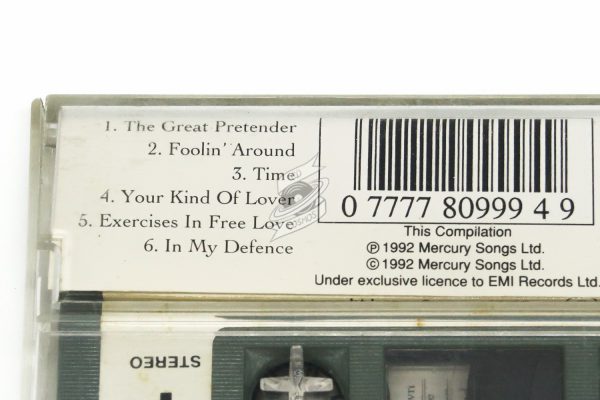 1. The Great Pretender
2. Foolin' Around
3. Time
4. Your Kind Of Lover
5. Exercises In Free Love
6. In My Defence
0 7777 80999 4 9
This Compilation
℗ 1992 Mercury Songs Ltd.
© 1992 Mercury Songs Ltd.
Under exclusive licence to EMI Records Ltd.
STEREO